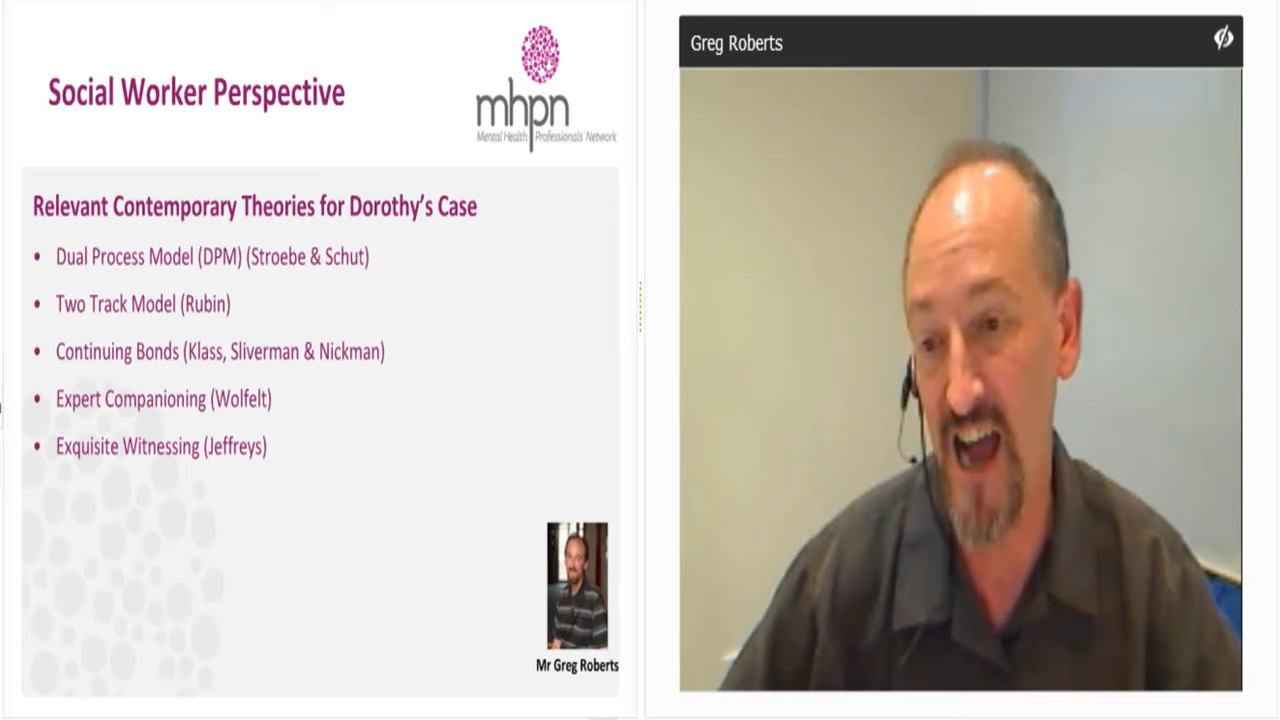 Social Worker Perspective
mhpn
Mental Health Professionals' Network
Relevant Contemporary Theories for Dorothy's Case
• Dual Process Model (DPM) (Stroebe & Schut)
• Two Track Model (Rubin)
• Continuing Bonds (Klass, Sliverman & Nickman)
• Expert Companioning (Wolfelt)
• Exquisite Witnessing (Jeffreys)
Mr Greg Roberts
Greg Roberts